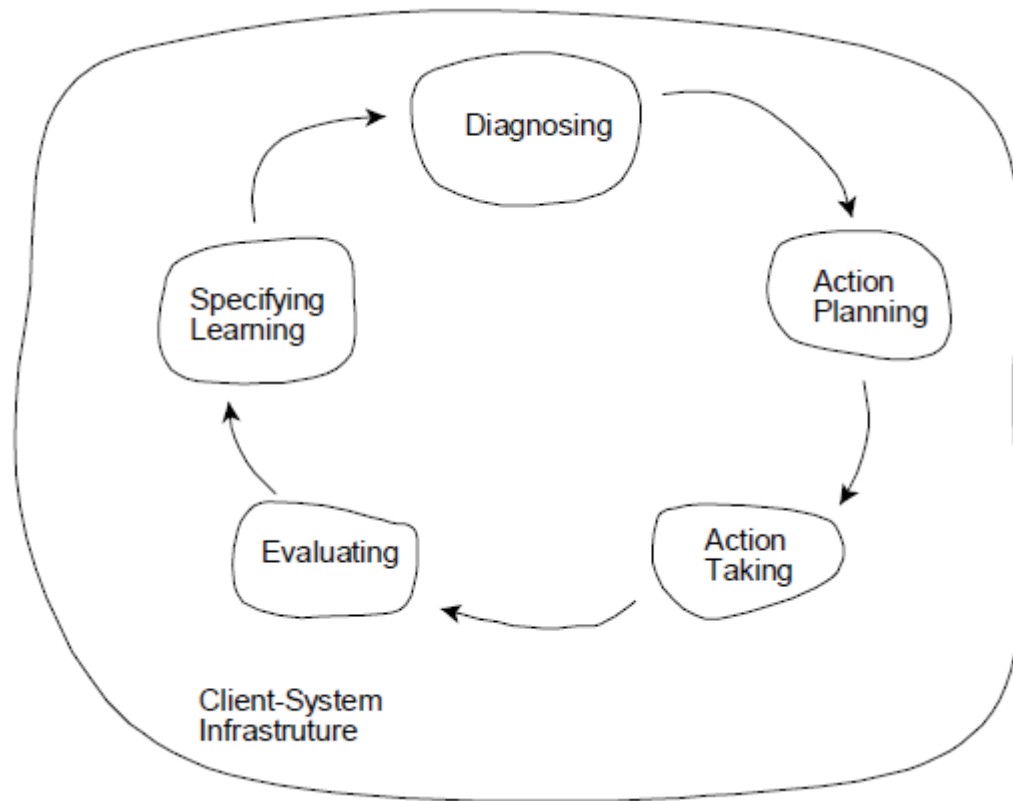 Diagnosing
Action
Planning
Specifying
Learning
Action
Taking
Evaluating
Client-System
Infrastruture